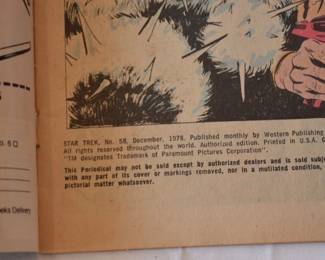 STAR TREK, No. 58, December, 1978. Published monthly by Western Publishing
All rights reserved throughout the world. Authorized edition. Printed in U.S.A. C
"TM designates Trademark of Paramount Pictures Corporation".
This Periodical may not be sold except by authorized dealers and is sold subj
with any part of its cover or markings removed, nor in a mutilated condition,
pictorial matter whatsoever.
o. 6
eeks Delivery